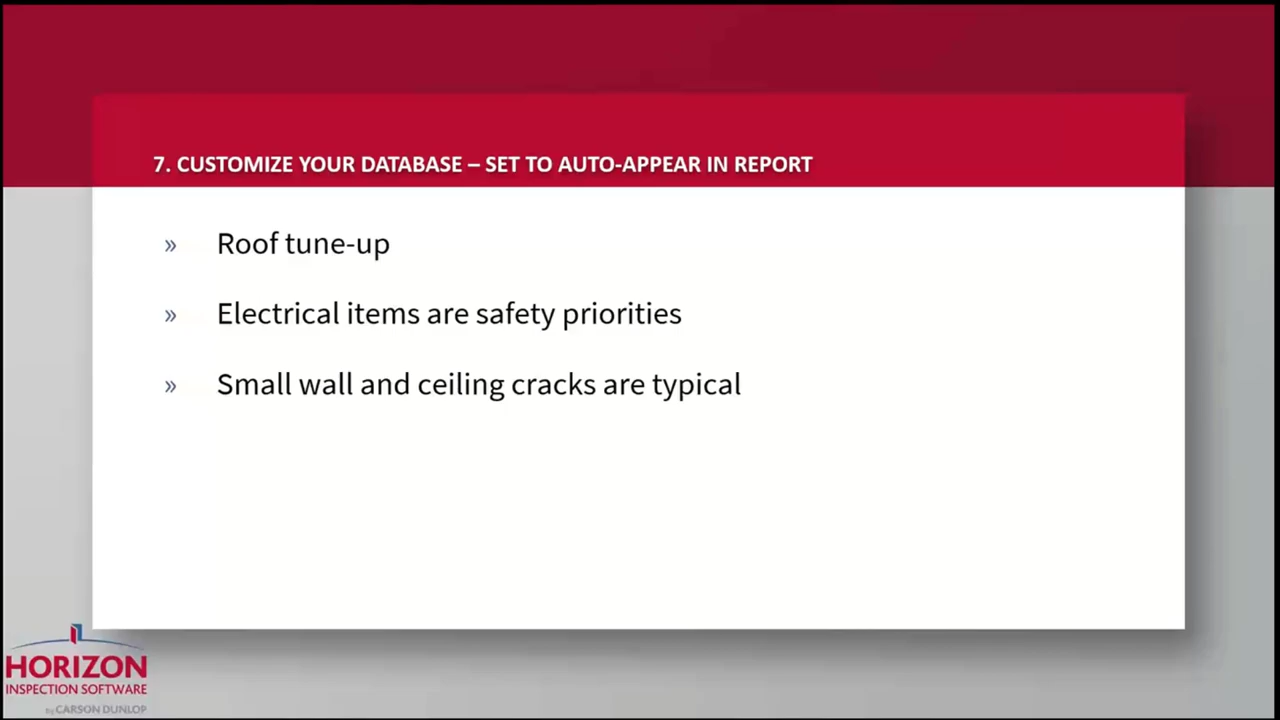 7. CUSTOMIZE YOUR DATABASE – SET TO AUTO-APPEAR IN REPORT
» Roof tune-up
» Electrical items are safety priorities
» Small wall and ceiling cracks are typical
HORIZON
INSPECTION SOFTWARE
by CARSON DUNLOP